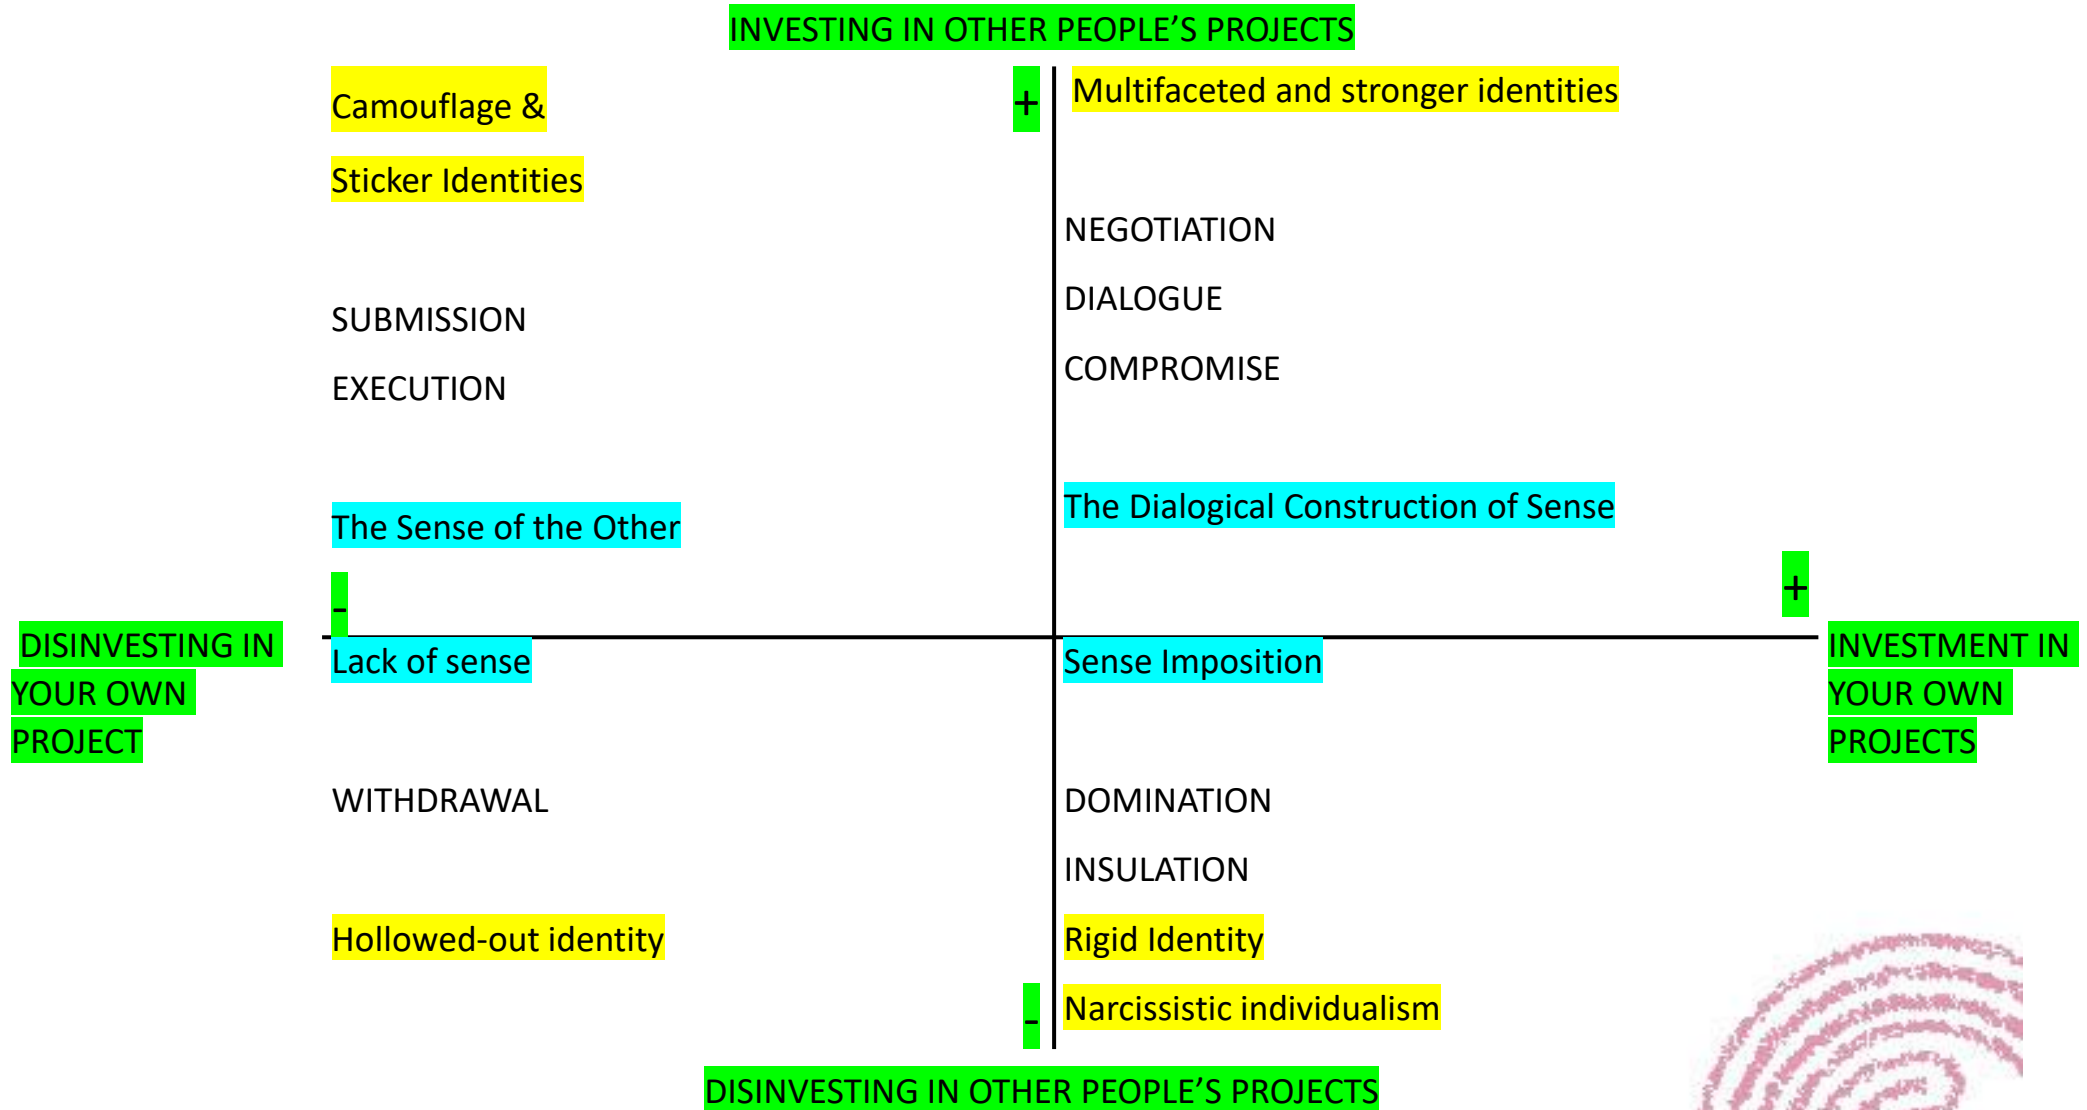 INVESTING IN OTHER PEOPLE’S PROJECTS
Camouflage &
Sticker Identities
SUBMISSION
EXECUTION
The Sense of the Other
+
Multifaceted and stronger identities
NEGOTIATION
DIALOGUE
COMPROMISE
The Dialogical Construction of Sense
-
+
DISINVESTING IN
YOUR OWN
PROJECT
INVESTMENT IN
YOUR OWN
PROJECTS
Lack of sense
WITHDRAWAL
Hollowed-out identity
Sense Imposition
DOMINATION
INSULATION
Rigid Identity
Narcissistic individualism
-
DISINVESTING IN OTHER PEOPLE’S PROJECTS